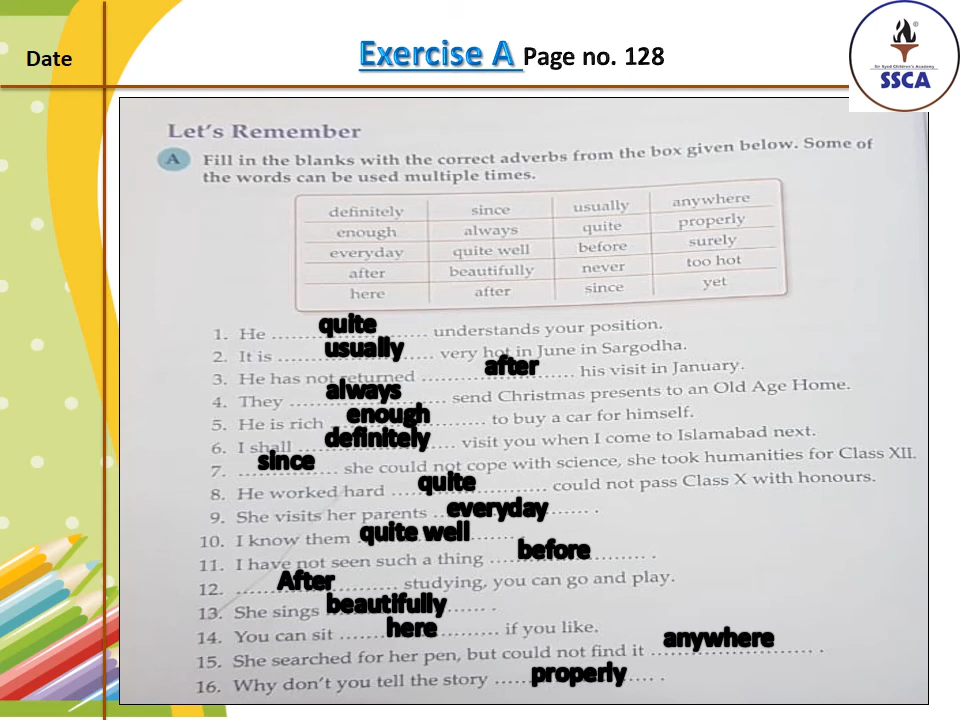 Date
Exercise A Page no. 128
Sir Syed Children's Academy
SSCA
Let's Remember
A Fill in the blanks with the correct adverbs from the box given below. Some of
the words can be used multiple times.
definitely since usually anywhere
enough always quite properly
everyday quite well before surely
after beautifully never too hot
here after since yet
1. He ..... quite ..... understands your position.
2. It is ..... usually ..... very hot in June in Sargodha.
3. He has not returned ..... after ..... his visit in January.
4. They ..... always ..... send Christmas presents to an Old Age Home.
5. He is rich ..... enough ..... to buy a car for himself.
6. I shall ..... definitely ..... visit you when I come to Islamabad next.
7. ..... since ..... she could not cope with science, she took humanities for Class XII.
8. He worked hard ..... quite ..... could not pass Class X with honours.
9. She visits her parents ..... everyday ..... .
10. I know them ..... quite well ..... .
11. I have not seen such a thing ..... before ..... .
12. ..... After ..... studying, you can go and play.
13. She sings ..... beautifully ..... .
14. You can sit ..... here ..... if you like.
15. She searched for her pen, but could not find it ..... anywhere ..... .
16. Why don't you tell the story ..... properly ..... .